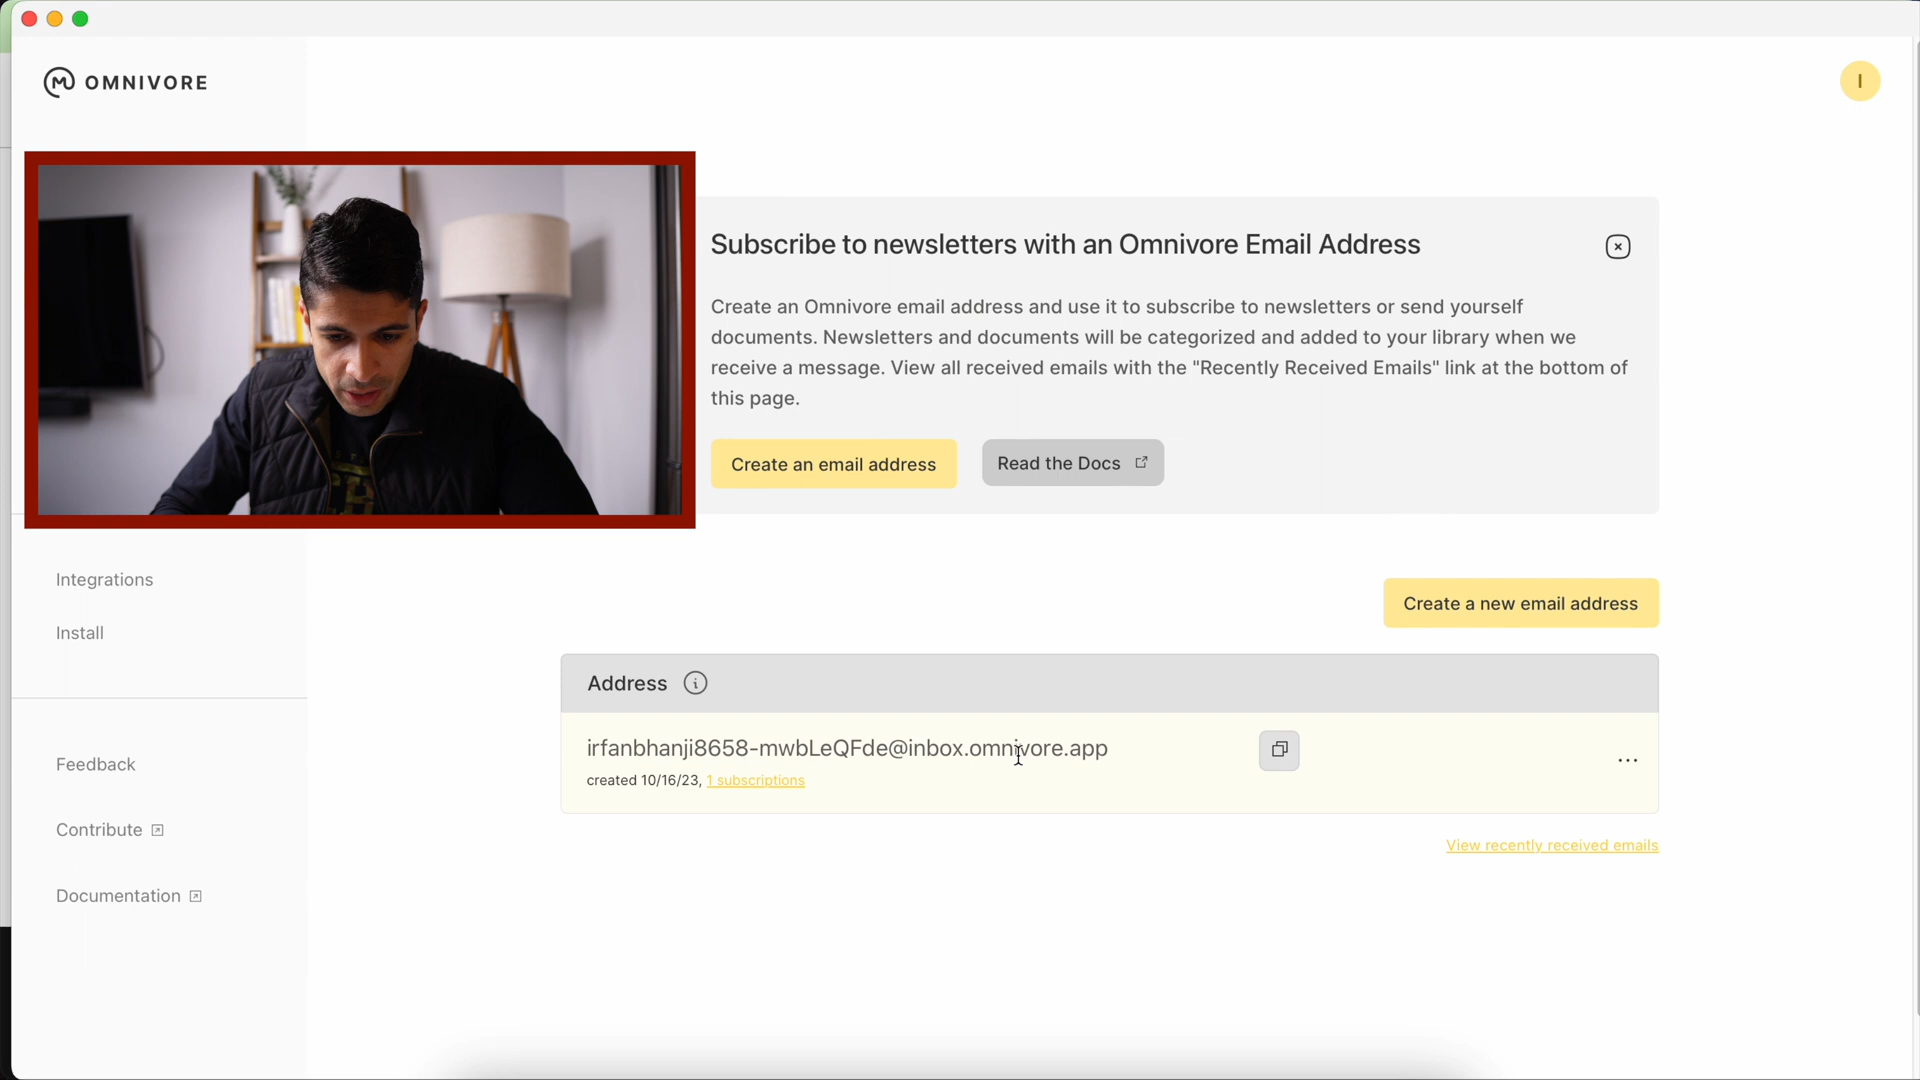 OMNIVORE
I
Subscribe to newsletters with an Omnivore Email Address
Create an Omnivore email address and use it to subscribe to newsletters or send yourself
documents. Newsletters and documents will be categorized and added to your library when we
receive a message. View all received emails with the "Recently Received Emails" link at the bottom of
this page.
Create an email address
Read the Docs
Integrations
Install
Create a new email address
Address
irfanbhanji8658-mwbLeQFde@inbox.omnivore.app
created 10/16/23, 1 subscriptions
Feedback
View recently received emails
Contribute
Documentation